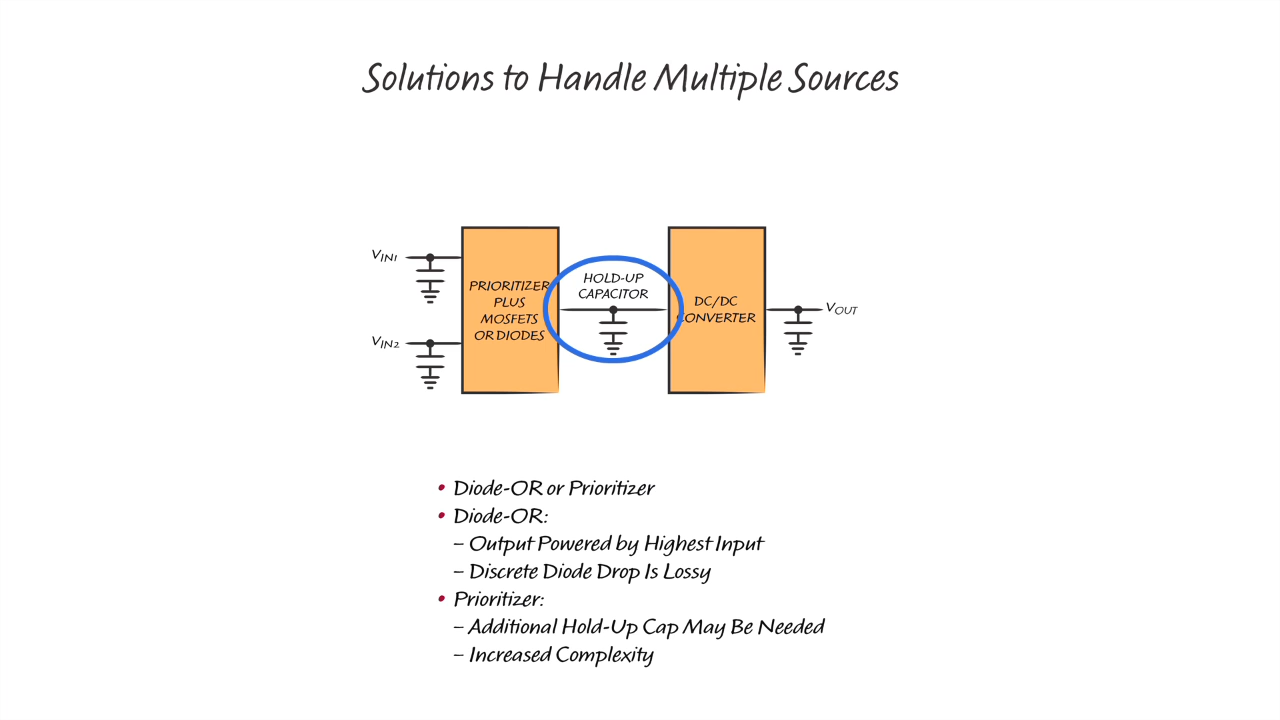 Solutions to Handle Multiple Sources
VIN1
VIN2
PRIORITIZER
PLUS
MOSFETS
OR DIODES
HOLD-UP
CAPACITOR
DC/DC
CONVERTER
VOUT
• Diode-OR or Prioritizer
• Diode-OR:
– Output Powered by Highest Input
– Discrete Diode Drop Is Lossy
• Prioritizer:
– Additional Hold-Up Cap May Be Needed
– Increased Complexity